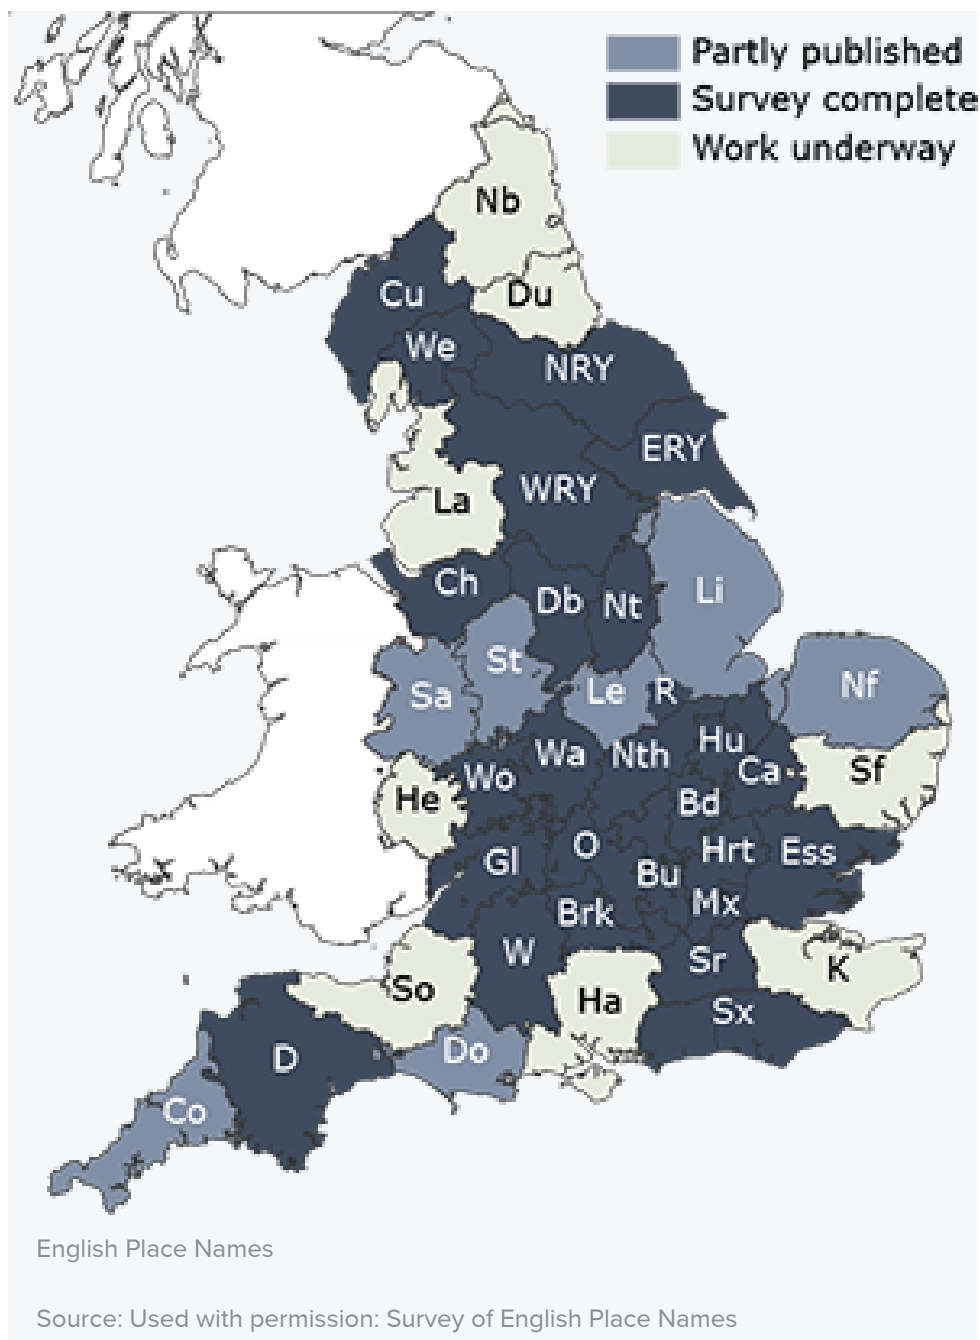 Partly published
Survey complete
Work underway
Nb
Cu
Du
We
NRY
ERY
WRY
La
Ch
Db
Nt
Li
St
Sa
Le
R
Nf
Wa
Nth
Hu
Ca
Sf
Wo
He
Bd
Gl
O
Bu
Hrt
Ess
Brk
Mx
W
Sr
K
So
Ha
Sx
D
Do
Co
English Place Names
Source: Used with permission: Survey of English Place Names